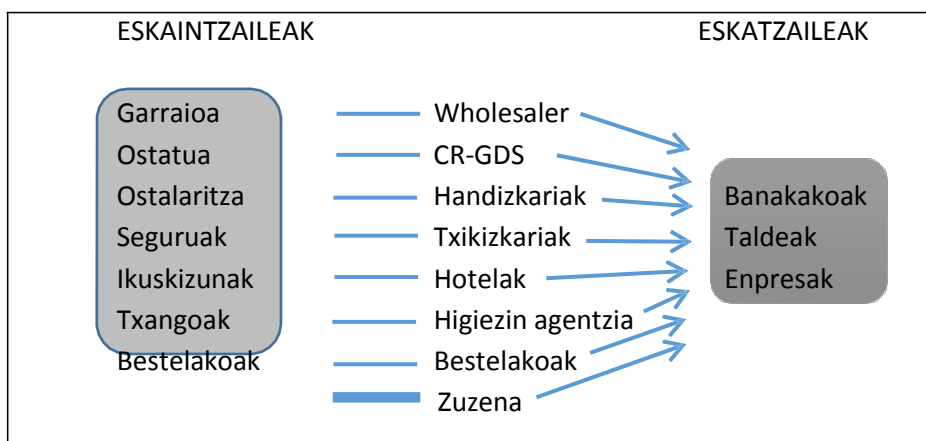 ESKAINTZAILEAK ESKATZAILEAK
Garraioa Wholesaler
Ostatua CR-GDS
Ostalaritza Handizkariak Banakakoak
Seguruak Txikizkariak Taldeak
Ikuskizunak Hotelak Enpresak
Txangoak Higiezin agentzia
Bestelakoak Bestelakoak
Zuzena